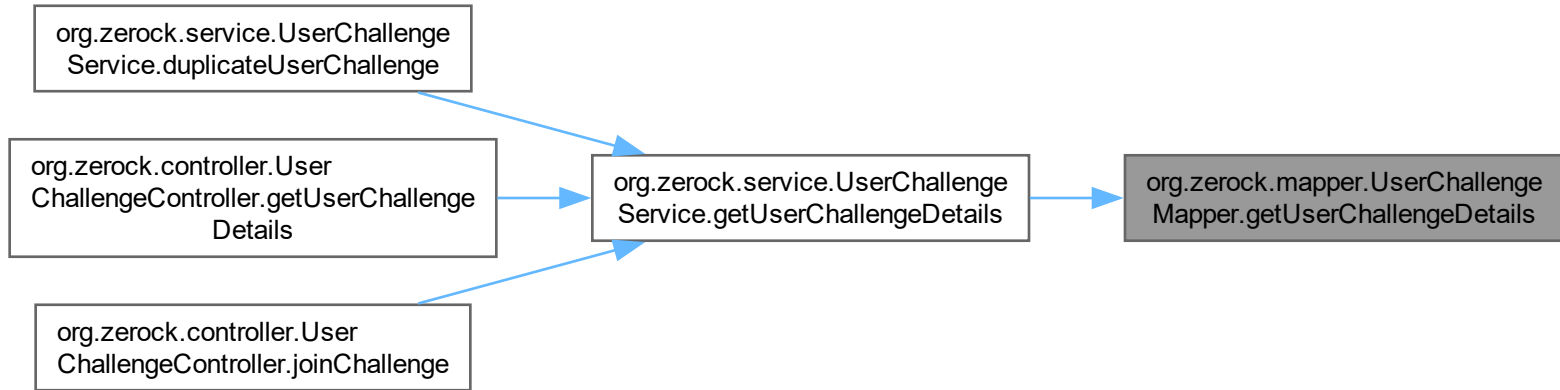 org.zerock.service.UserChallenge
Service.duplicateUserChallenge
org.zerock.controller.User
ChallengeController.getUserChallenge
Details
org.zerock.controller.User
ChallengeController.joinChallenge
org.zerock.service.UserChallenge
Service.getUserChallengeDetails
org.zerock.mapper.UserChallenge
Mapper.getUserChallengeDetails